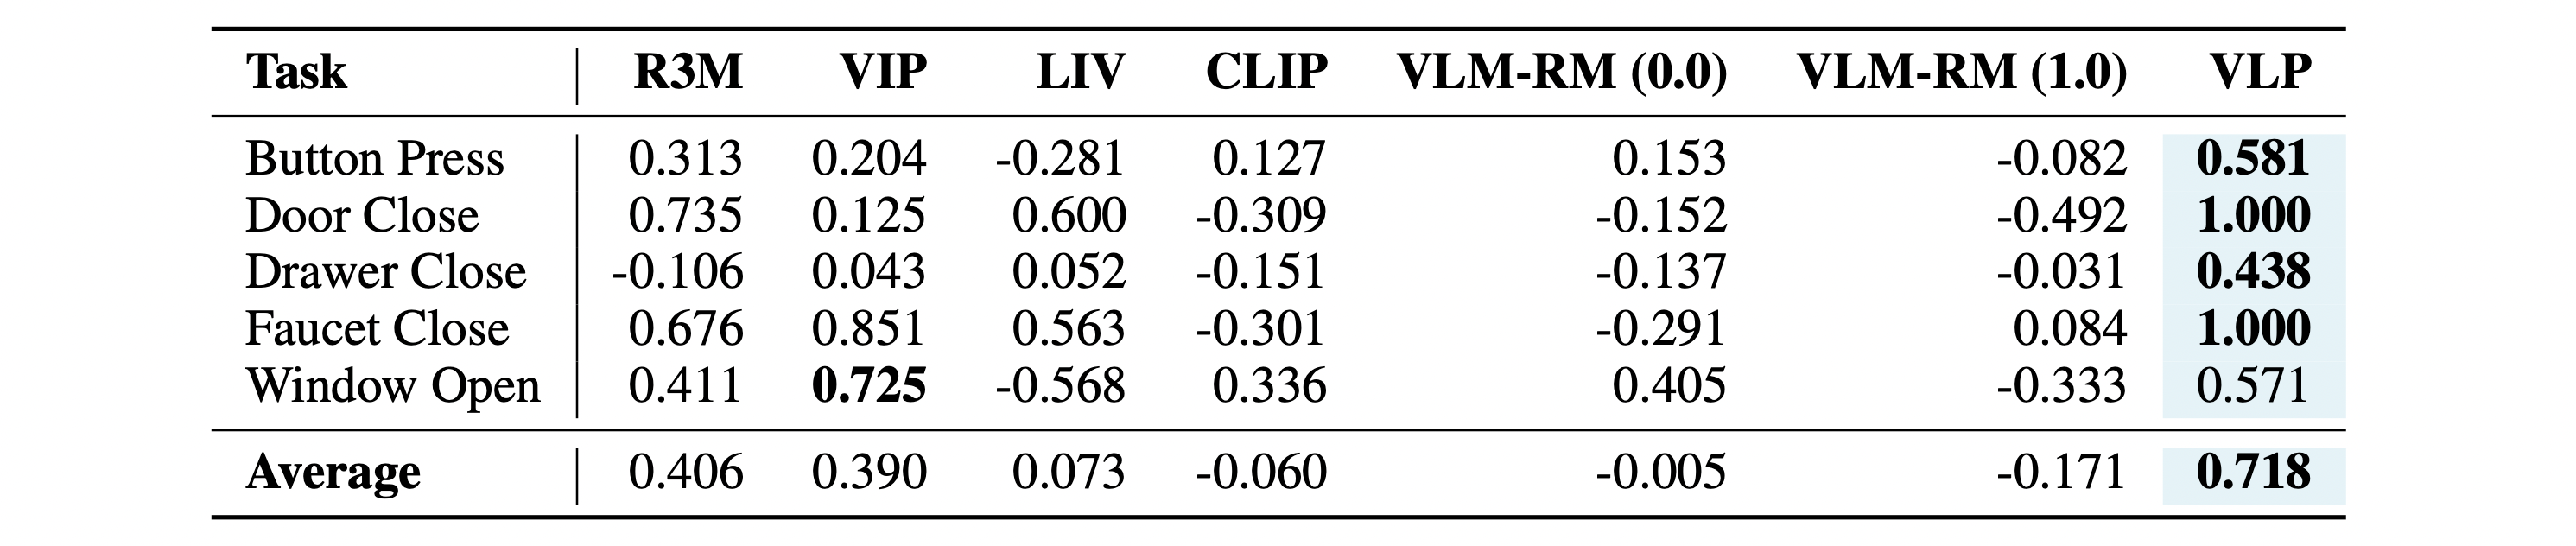 Task R3M VIP LIV CLIP VLM-RM (0.0) VLM-RM (1.0) VLP
Button Press 0.313 0.204 -0.281 0.127 0.153 -0.082 0.581
Door Close 0.735 0.125 0.600 -0.309 -0.152 -0.492 1.000
Drawer Close -0.106 0.043 0.052 -0.151 -0.137 -0.031 0.438
Faucet Close 0.676 0.851 0.563 -0.301 -0.291 0.084 1.000
Window Open 0.411 0.725 -0.568 0.336 0.405 -0.333 0.571
Average 0.406 0.390 0.073 -0.060 -0.005 -0.171 0.718